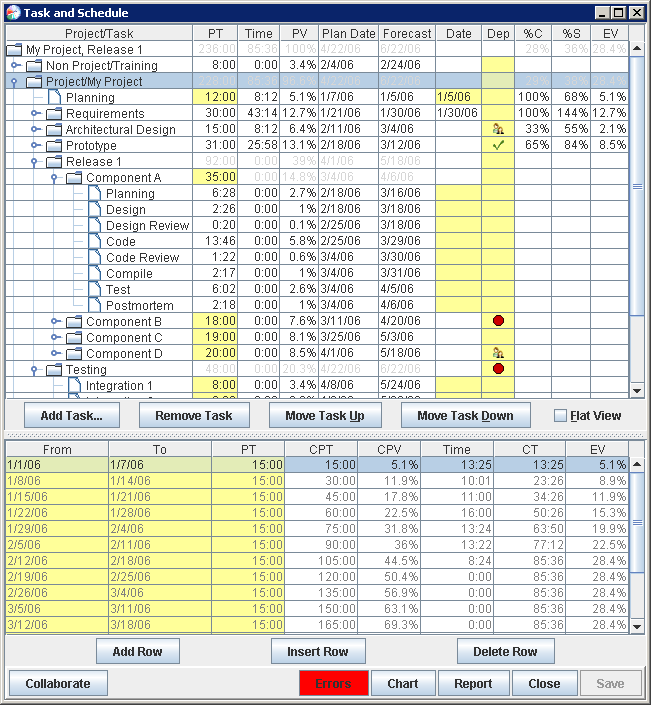 Task and Schedule
Project/Task PT Time PV Plan Date Forecast Date Dep %C %S EV
My Project, Release 1 236:00 85:36 100% 4/22/06 6/22/06 28% 36% 28.4%
Non Project/Training 8:00 0:00 3.4% 2/4/06 2/24/06
Project/My Project
Planning 12:00 8:12 5.1% 1/7/06 1/5/06 1/5/06 100% 68% 5.1%
Requirements 30:00 43:14 12.7% 1/21/06 1/30/06 1/30/06 100% 144% 12.7%
Architectural Design 15:00 8:12 6.4% 2/11/06 3/4/06 33% 55% 2.1%
Prototype 31:00 25:58 13.1% 2/18/06 3/12/06 65% 84% 8.5%
Release 1 92:00 0:00 39% 4/1/06 5/18/06
Component A 35:00 0:00 14.8% 3/4/06 4/6/06
Planning 6:28 0:00 2.7% 2/18/06 3/16/06
Design 2:26 0:00 1% 2/18/06 3/18/06
Design Review 0:20 0:00 0.1% 2/25/06 3/18/06
Code 13:46 0:00 5.8% 2/25/06 3/29/06
Code Review 1:22 0:00 0.6% 3/4/06 3/30/06
Compile 2:17 0:00 1% 3/4/06 3/31/06
Test 6:02 0:00 2.6% 3/4/06 4/5/06
Postmortem 2:18 0:00 1% 3/4/06 4/6/06
Component B 18:00 0:00 7.6% 3/11/06 4/20/06
Component C 19:00 0:00 8.1% 3/25/06 5/3/06
Component D 20:00 0:00 8.5% 4/1/06 5/18/06
Testing 48:00 0:00 20.3% 4/22/06 6/22/06
Integration 1 8:00 0:00 3.4% 4/8/06 5/24/06
Add Task... Remove Task Move Task Up Move Task Down Flat View
From To PT CPT CPV Time CT EV
1/1/06 1/7/06 15:00 15:00 5.1% 13:25 13:25 5.1%
1/8/06 1/14/06 15:00 30:00 11.9% 10:01 23:26 8.9%
1/15/06 1/21/06 15:00 45:00 17.8% 11:00 34:26 11.9%
1/22/06 1/28/06 15:00 60:00 22.5% 16:00 50:26 15.3%
1/29/06 2/4/06 15:00 75:00 31.8% 13:24 63:50 19.9%
2/5/06 2/11/06 15:00 90:00 36% 13:22 77:12 22.5%
2/12/06 2/18/06 15:00 105:00 44.5% 8:24 85:36 28.4%
2/19/06 2/25/06 15:00 120:00 50.4% 0:00 85:36 28.4%
2/26/06 3/4/06 15:00 135:00 56.9% 0:00 85:36 28.4%
3/5/06 3/11/06 15:00 150:00 63.1% 0:00 85:36 28.4%
3/12/06 3/18/06 15:00 165:00 69.3% 0:00 85:36 28.4%
Add Row Insert Row Delete Row
Collaborate Errors Chart Report Close Save